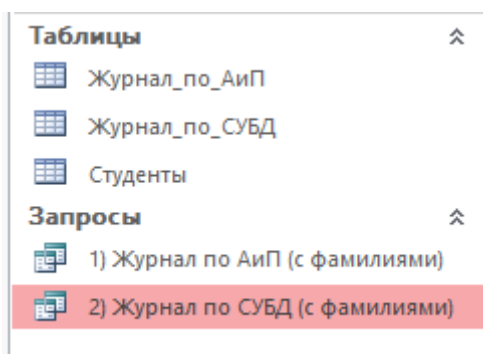 Таблицы
Журнал_по_АиП
Журнал_по_СУБД
Студенты
Запросы
1) Журнал по АиП (с фамилиями)
2) Журнал по СУБД (с фамилиями)